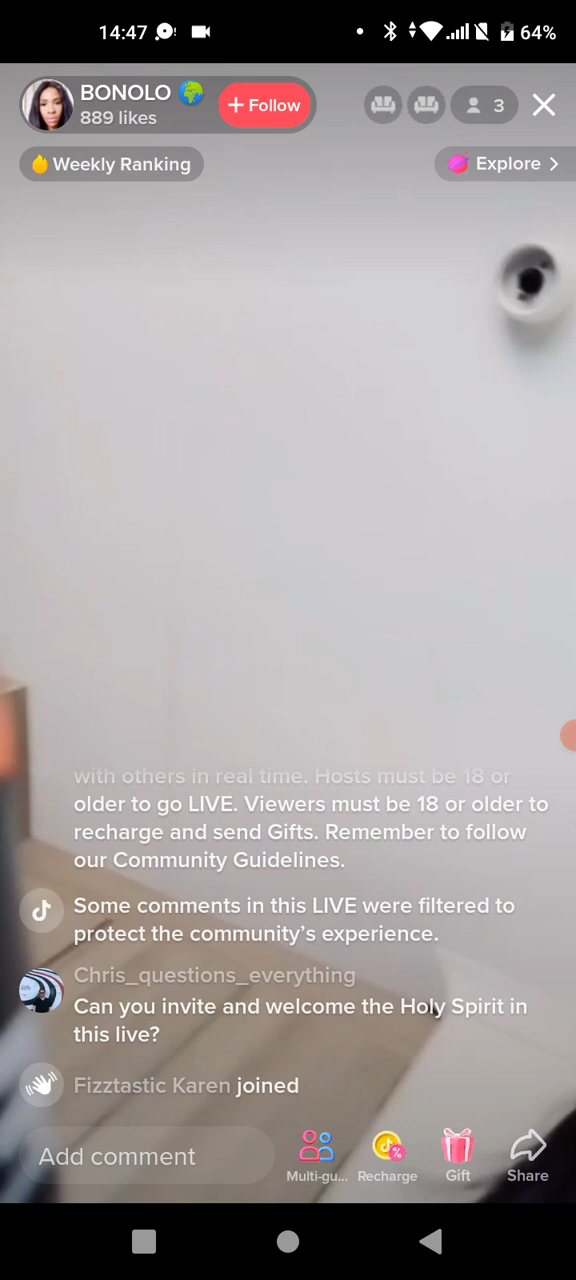 14:47
64%
BONOLO 🌍
889 likes
+ Follow
3
Weekly Ranking
Explore >
with others in real time. Hosts must be 18 or
older to go LIVE. Viewers must be 18 or older to
recharge and send Gifts. Remember to follow
our Community Guidelines.
Some comments in this LIVE were filtered to
protect the community's experience.
Chris_questions_everything
Can you invite and welcome the Holy Spirit in
this live?
Fizztastic Karen joined
Add comment
Multi-gu...
Recharge
Gift
Share